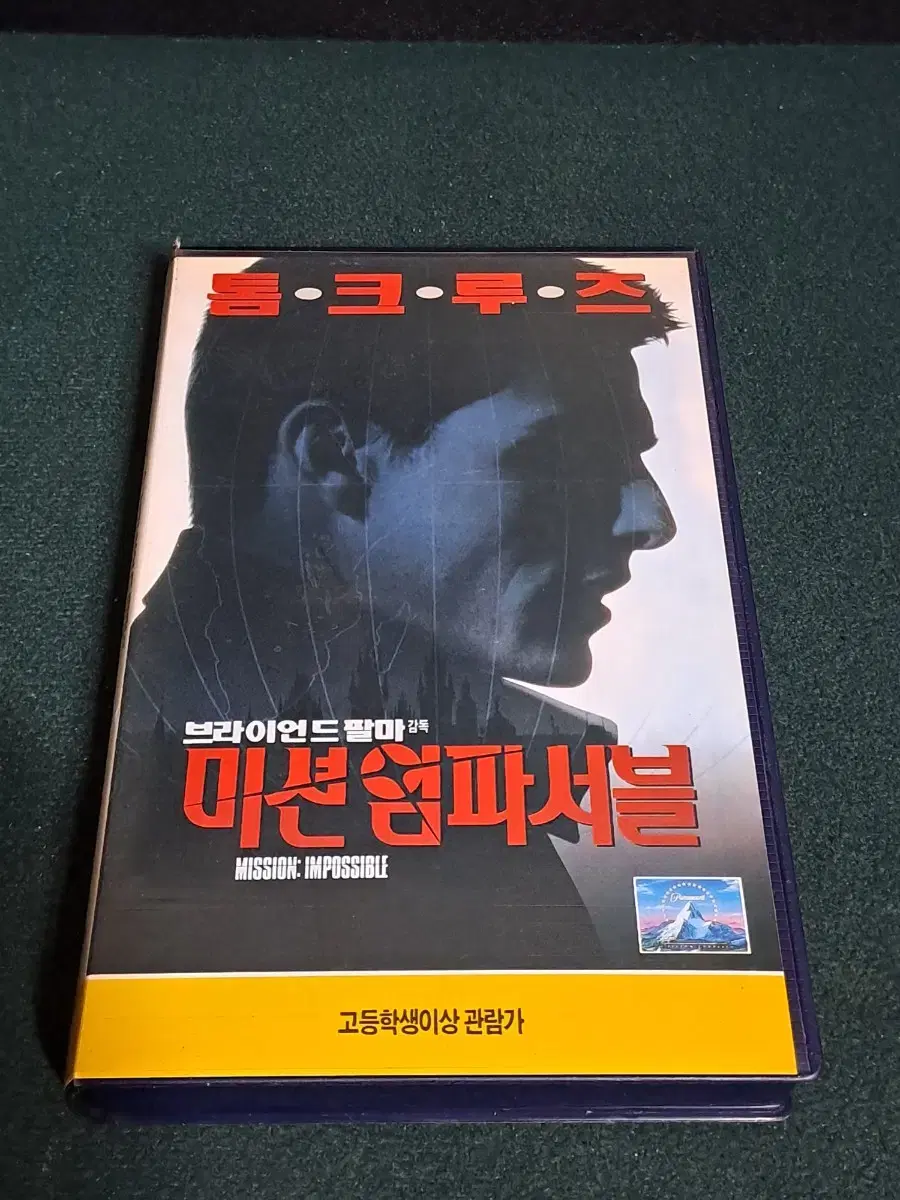 톰·크·루·즈
브라이언 드 팔마 감독
미션 임파서블
MISSION: IMPOSSIBLE
Paramount
고등학생이상 관람가